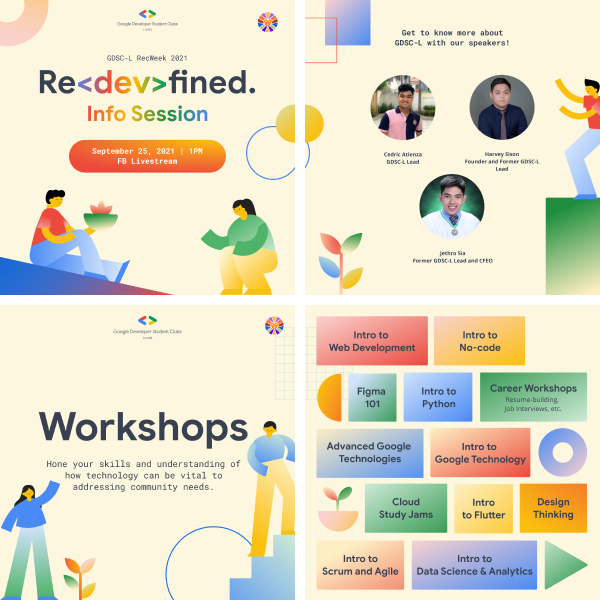 Google Developer Student Clubs
GDSC-L RecWeek 2021
Re<dev>fined.
Info Session
September 25, 2021 | 1PM
FB Livestream
Get to know more about
GDSC-L with our speakers!
Cedric Atienza
GDSC-L Lead
Harvey Sison
Founder and Former GDSC-L
Lead
Jethro Sia
Former GDSC-L Lead and CFEO
Google Developer Student Clubs
Workshops
Hone your skills and understanding of
how technology can be vital to
addressing community needs.
Intro to
Web Development
Intro to
No-code
Figma
101
Intro to
Python
Career Workshops
Resume-building,
job interviews, etc.
Advanced Google
Technologies
Intro to
Google Technology
Cloud
Study Jams
Intro
to Flutter
Design
Thinking
Intro to
Scrum and Agile
Intro to
Data Science & Analytics